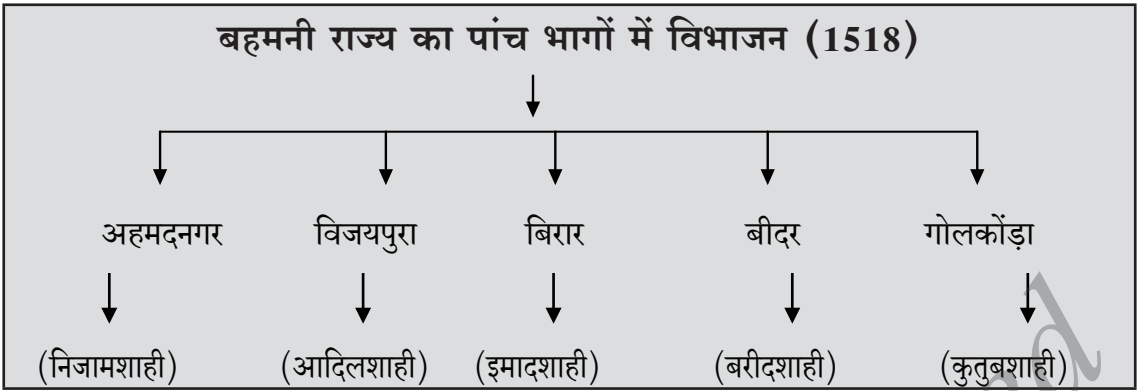 बहमनी राज्य का पांच भागों में विभाजन (1518)
अहमदनगर विजयपुरा बिरार बीदर गोलकोंड़ा
(निजामशाही) (आदिलशाही) (इमादशाही) (बरीदशाही) (कुतुबशाही)